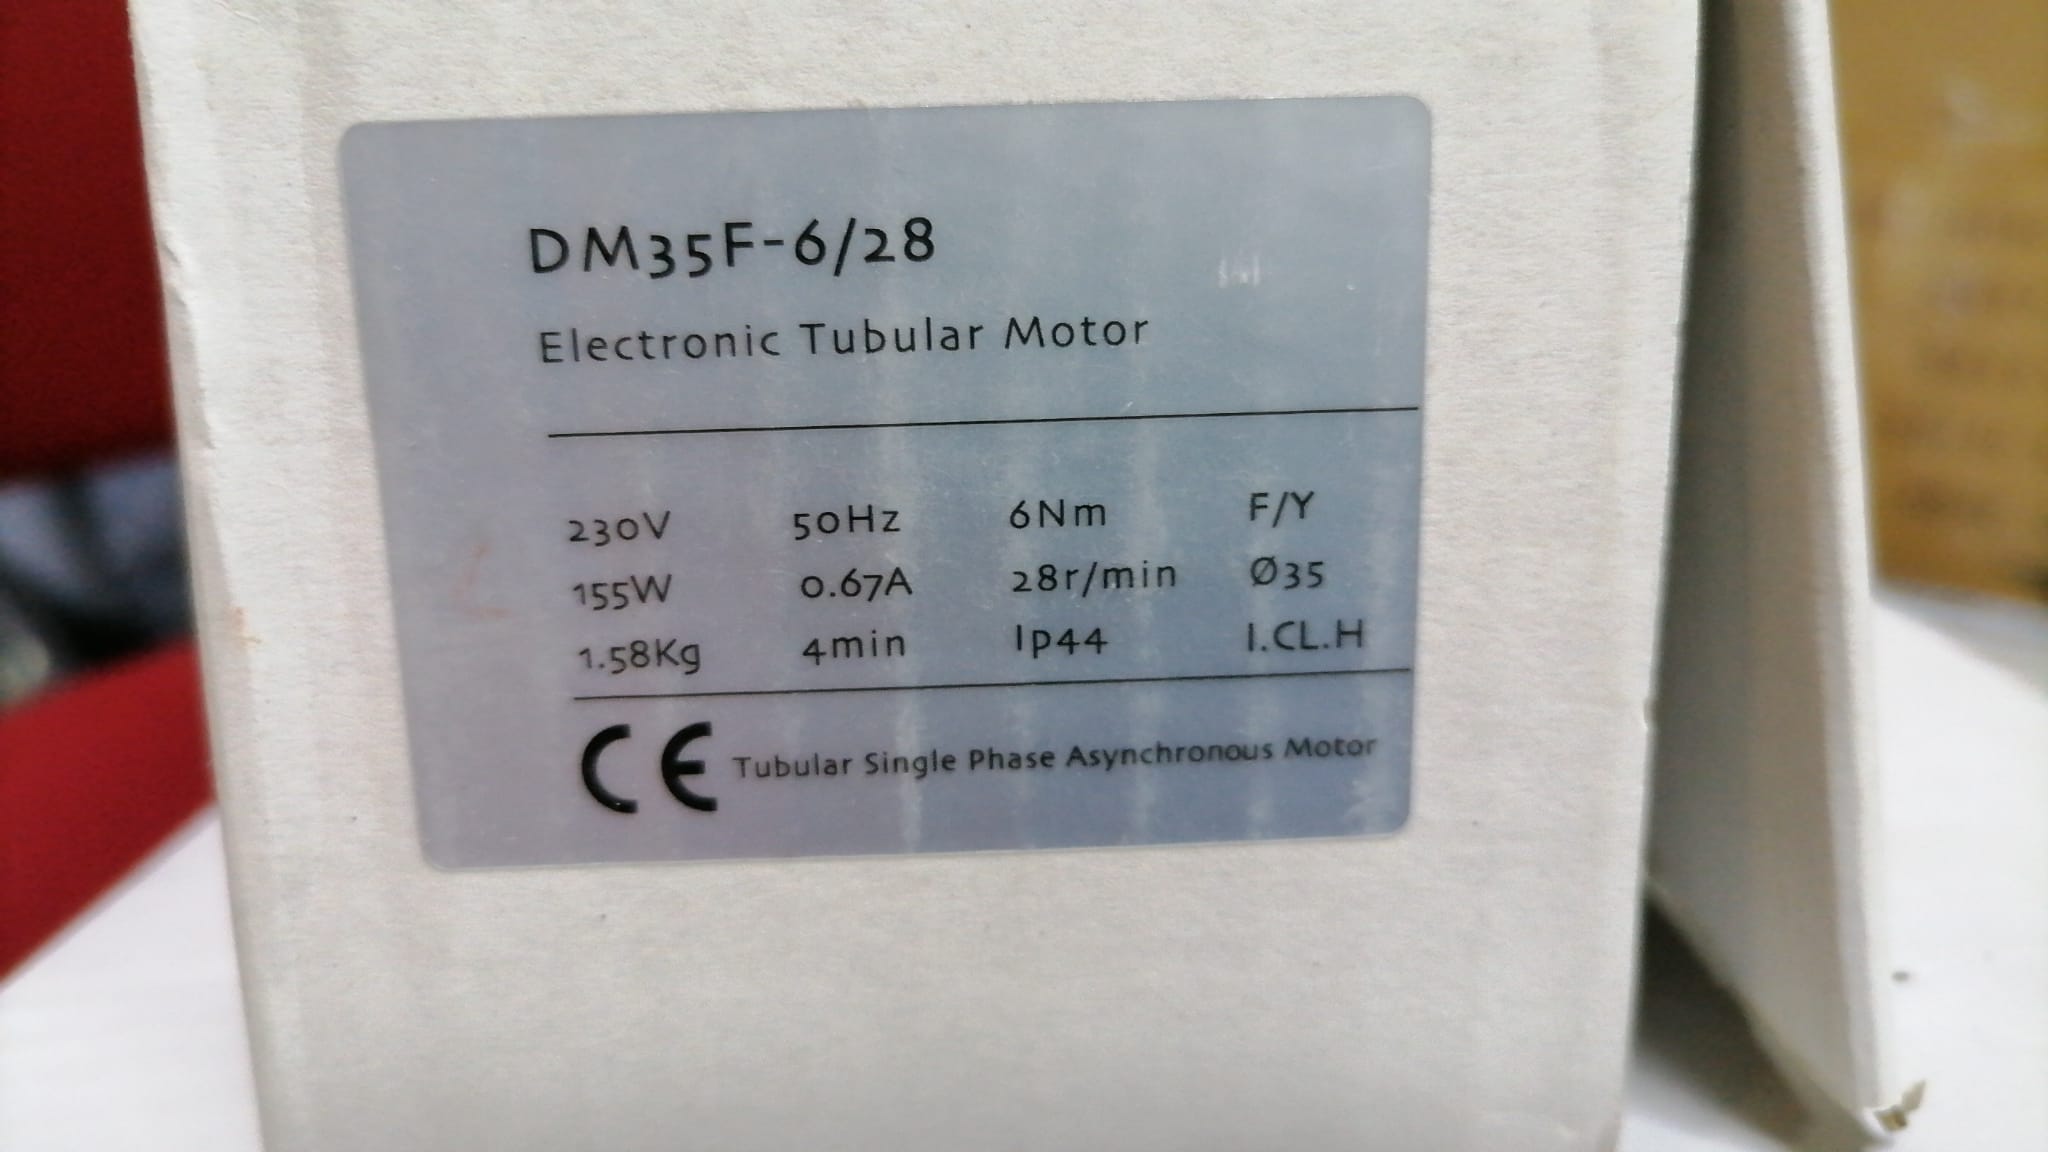 DM35F-6/28
Electronic Tubular Motor
230V 50Hz 6Nm F/Y
155W 0.67A 28r/min Ø35
1.58Kg 4min Ip44 I.CL.H
CE Tubular Single Phase Asynchronous Motor